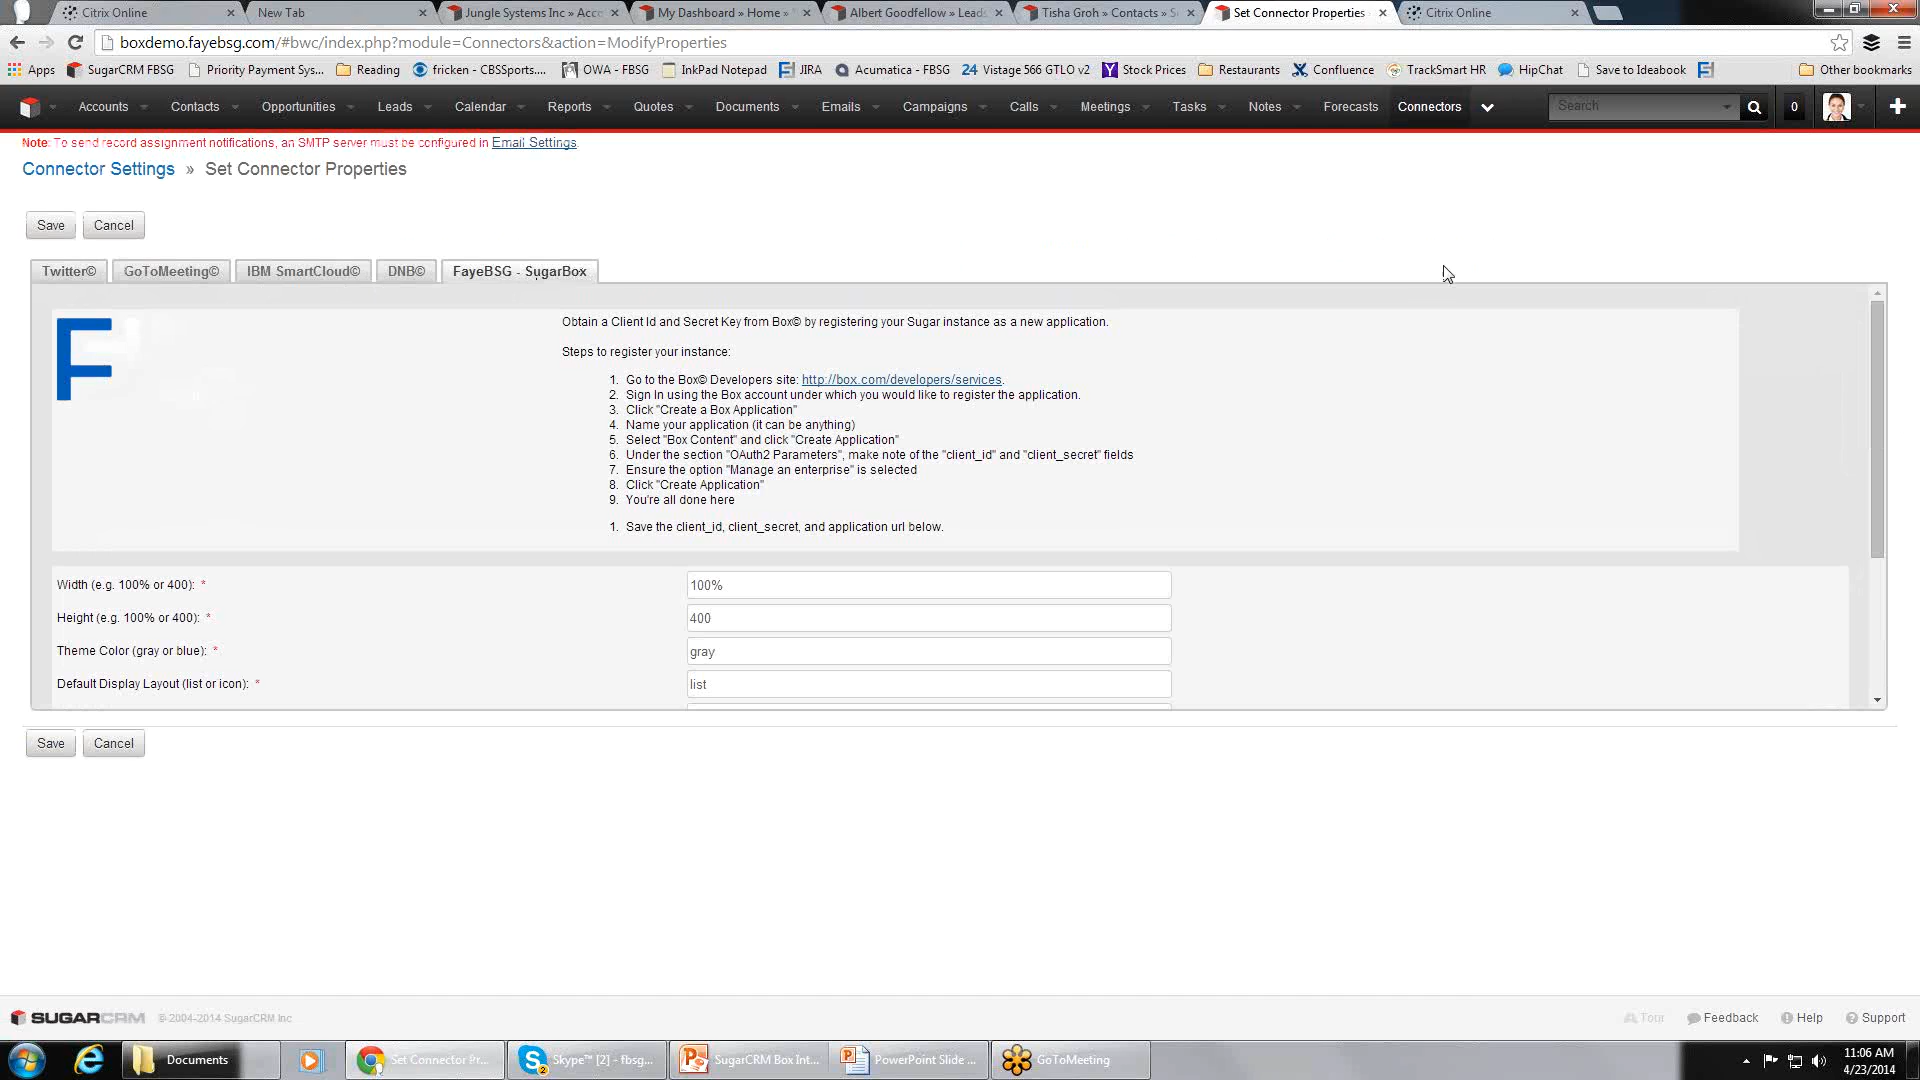 Citrix Online
New Tab
Jungle Systems Inc » Acco
My Dashboard » Home »
Albert Goodfellow » Leads
Tisha Groh » Contacts » S
Set Connector Properties
Citrix Online
boxdemo.fayebsg.com/#bwc/index.php?module=Connectors&action=ModifyProperties
Apps SugarCRM FBSG Priority Payment Sys... Reading fricken - CBSSports.... OWA - FBSG InkPad Notepad JIRA Acumatica - FBSG 24 Vistage 566 GTLO v2 Stock Prices Restaurants Confluence TrackSmart HR HipChat Save to Ideabook Other bookmarks
Accounts Contacts Opportunities Leads Calendar Reports Quotes Documents Emails Campaigns Calls Meetings Tasks Notes Forecasts Connectors Search 0
Note: To send record assignment notifications, an SMTP server must be configured in Email Settings.
Connector Settings » Set Connector Properties
Save Cancel
Twitter© GoToMeeting© IBM SmartCloud© DNB© FayeBSG - SugarBox
F
Obtain a Client Id and Secret Key from Box© by registering your Sugar instance as a new application.
Steps to register your instance:
1. Go to the Box© Developers site: http://box.com/developers/services.
2. Sign In using the Box account under which you would like to register the application.
3. Click "Create a Box Application"
4. Name your application (it can be anything)
5. Select "Box Content" and click "Create Application"
6. Under the section "OAuth2 Parameters", make note of the "client_id" and "client_secret" fields
7. Ensure the option "Manage an enterprise" is selected
8. Click "Create Application"
9. You're all done here
1. Save the client_id, client_secret, and application url below.
Width (e.g. 100% or 400): * 100%
Height (e.g. 100% or 400): * 400
Theme Color (gray or blue): * gray
Default Display Layout (list or icon): * list
Save Cancel
SUGARCRM © 2004-2014 SugarCRM Inc
Tour Feedback Help Support
Documents Set Connector Pr... Skype™ [2] - fbsg... SugarCRM Box Int... PowerPoint Slide ... GoToMeeting
11:06 AM
4/23/2014